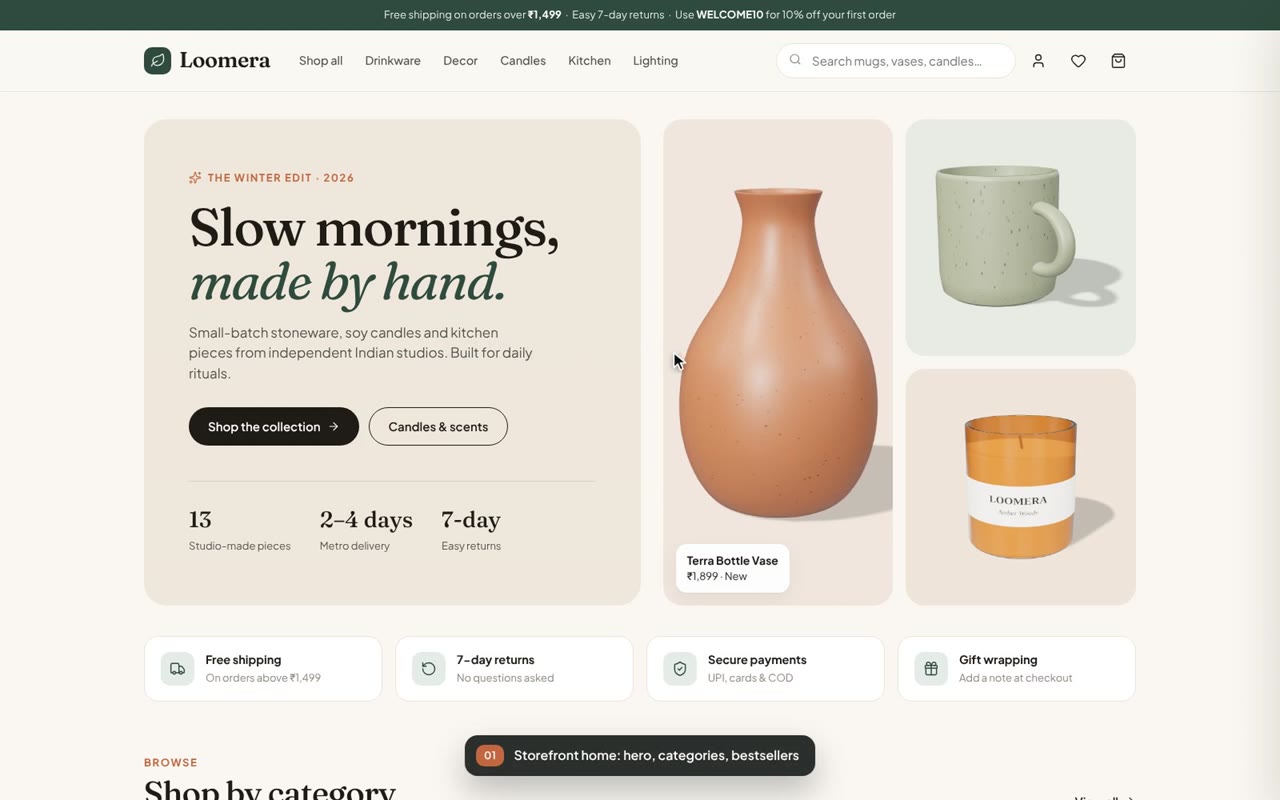 Free shipping on orders over ₹1,499 · Easy 7-day returns · Use WELCOME10 for 10% off your first order
Loomera
Shop all
Drinkware
Decor
Candles
Kitchen
Lighting
Search mugs, vases, candles...
THE WINTER EDIT · 2026
Slow mornings,
made by hand.
Small-batch stoneware, soy candles and kitchen
pieces from independent Indian studios. Built for daily
rituals.
Shop the collection →
Candles & scents
13
Studio-made pieces
2–4 days
Metro delivery
7-day
Easy returns
Terra Bottle Vase
₹1,899 · New
LOOMERA
Amber Woods
Free shipping
On orders above ₹1,499
7-day returns
No questions asked
Secure payments
UPI, cards & COD
Gift wrapping
Add a note at checkout
01 Storefront home: hero, categories, bestsellers
BROWSE
Shop by category